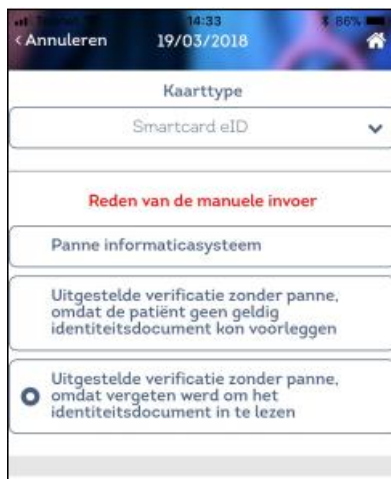 14:33
86%
< Annuleren 19/03/2018
Kaarttype
Smartcard eID
Reden van de manuele invoer
Panne informaticasysteem
Uitgestelde verificatie zonder panne,
omdat de patiënt geen geldig
identiteitsdocument kon voorleggen
Uitgestelde verificatie zonder panne,
omdat vergeten werd om het
identiteitsdocument in te lezen